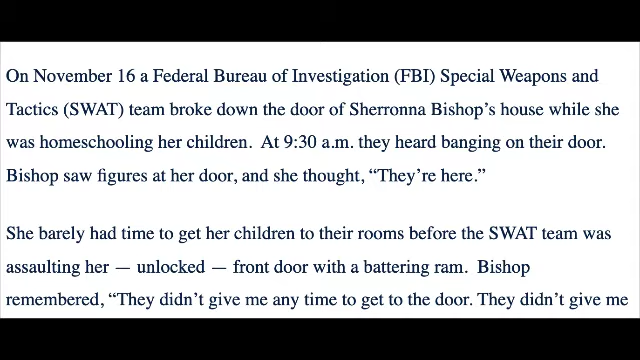 On November 16 a Federal Bureau of Investigation (FBI) Special Weapons and
Tactics (SWAT) team broke down the door of Sherronna Bishop’s house while she
was homeschooling her children.  At 9:30 a.m. they heard banging on their door.
Bishop saw figures at her door, and she thought, “They’re here.”
She barely had time to get her children to their rooms before the SWAT team was
assaulting her — unlocked — front door with a battering ram.  Bishop
remembered, “They didn’t give me any time to get to the door. They didn’t give me